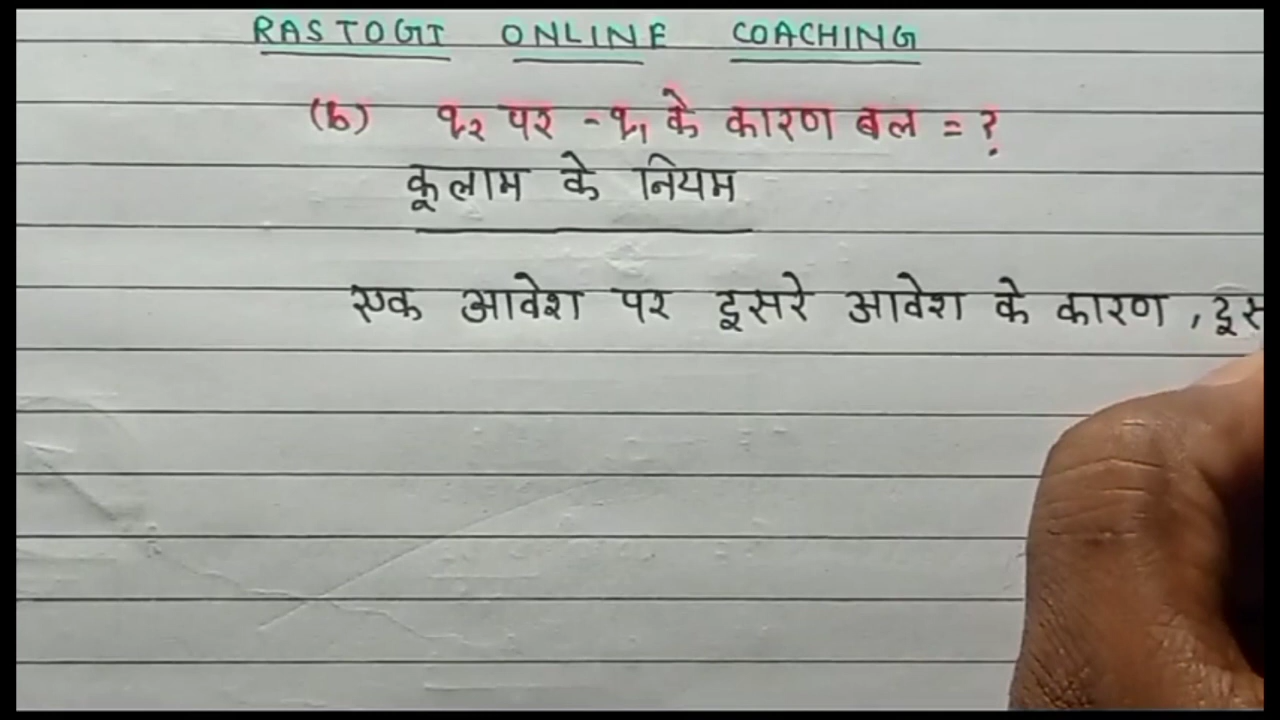 RASTOGI ONLINE COACHING
(b) q₂ पर -q₁ के कारण बल = ?
कूलाम के नियम
एक आवेश पर दूसरे आवेश के कारण ,